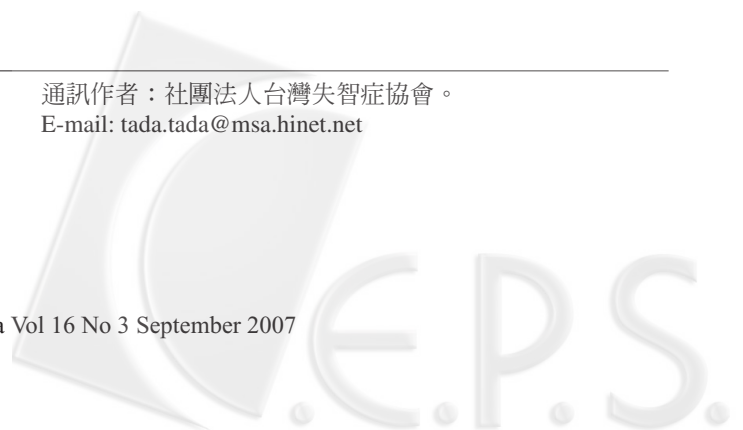 通訊作者：社團法人台灣失智症協會。
E-mail: tada.tada@msa.hinet.net
a Vol 16 No 3 September 2007
C.E.P.S.